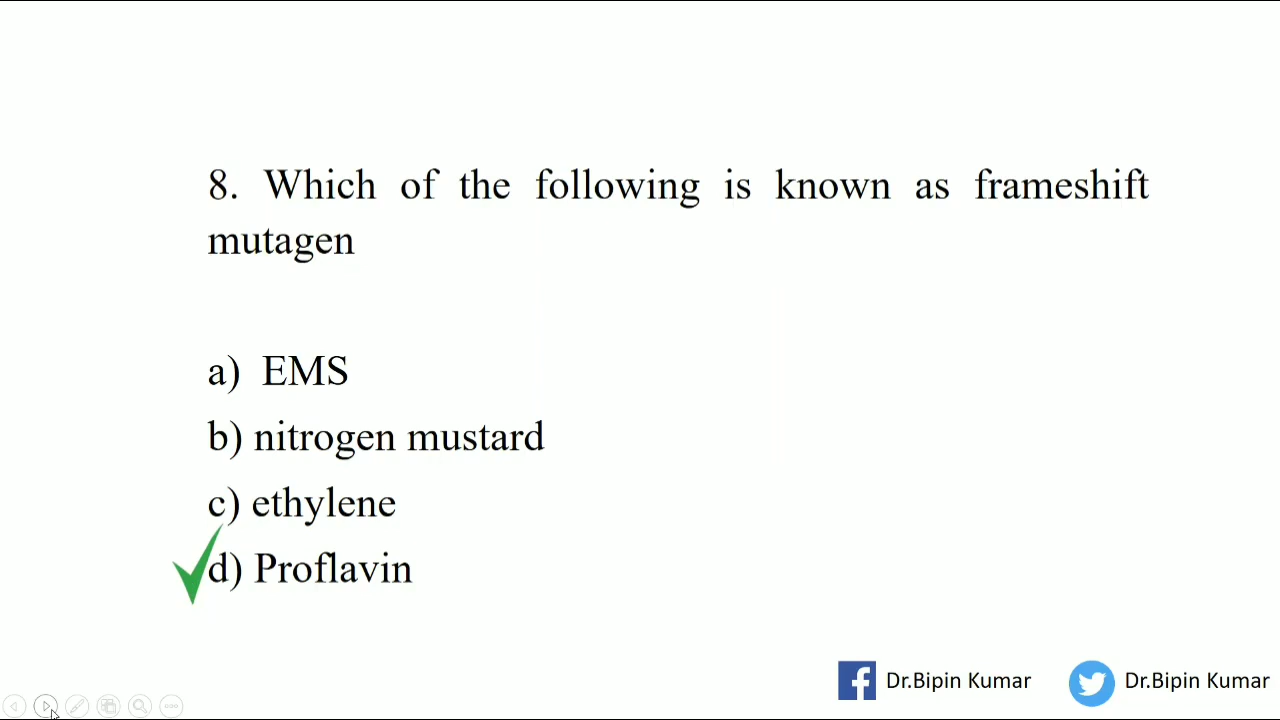 8. Which of the following is known as frameshift
mutagen
a) EMS
b) nitrogen mustard
c) ethylene
d) Proflavin
Dr.Bipin Kumar
Dr.Bipin Kumar